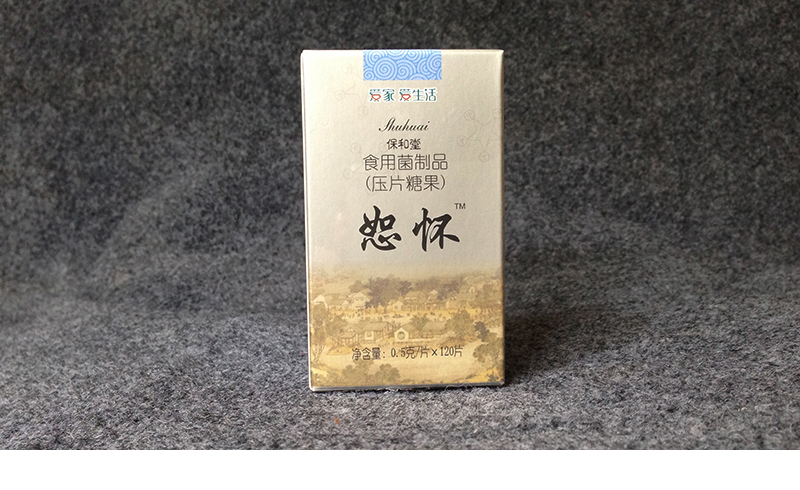 爱家 爱生活
Shuhuai
保和堂
食用菌制品
(压片糖果)
恕怀™
净含量：0.5克/片×120片